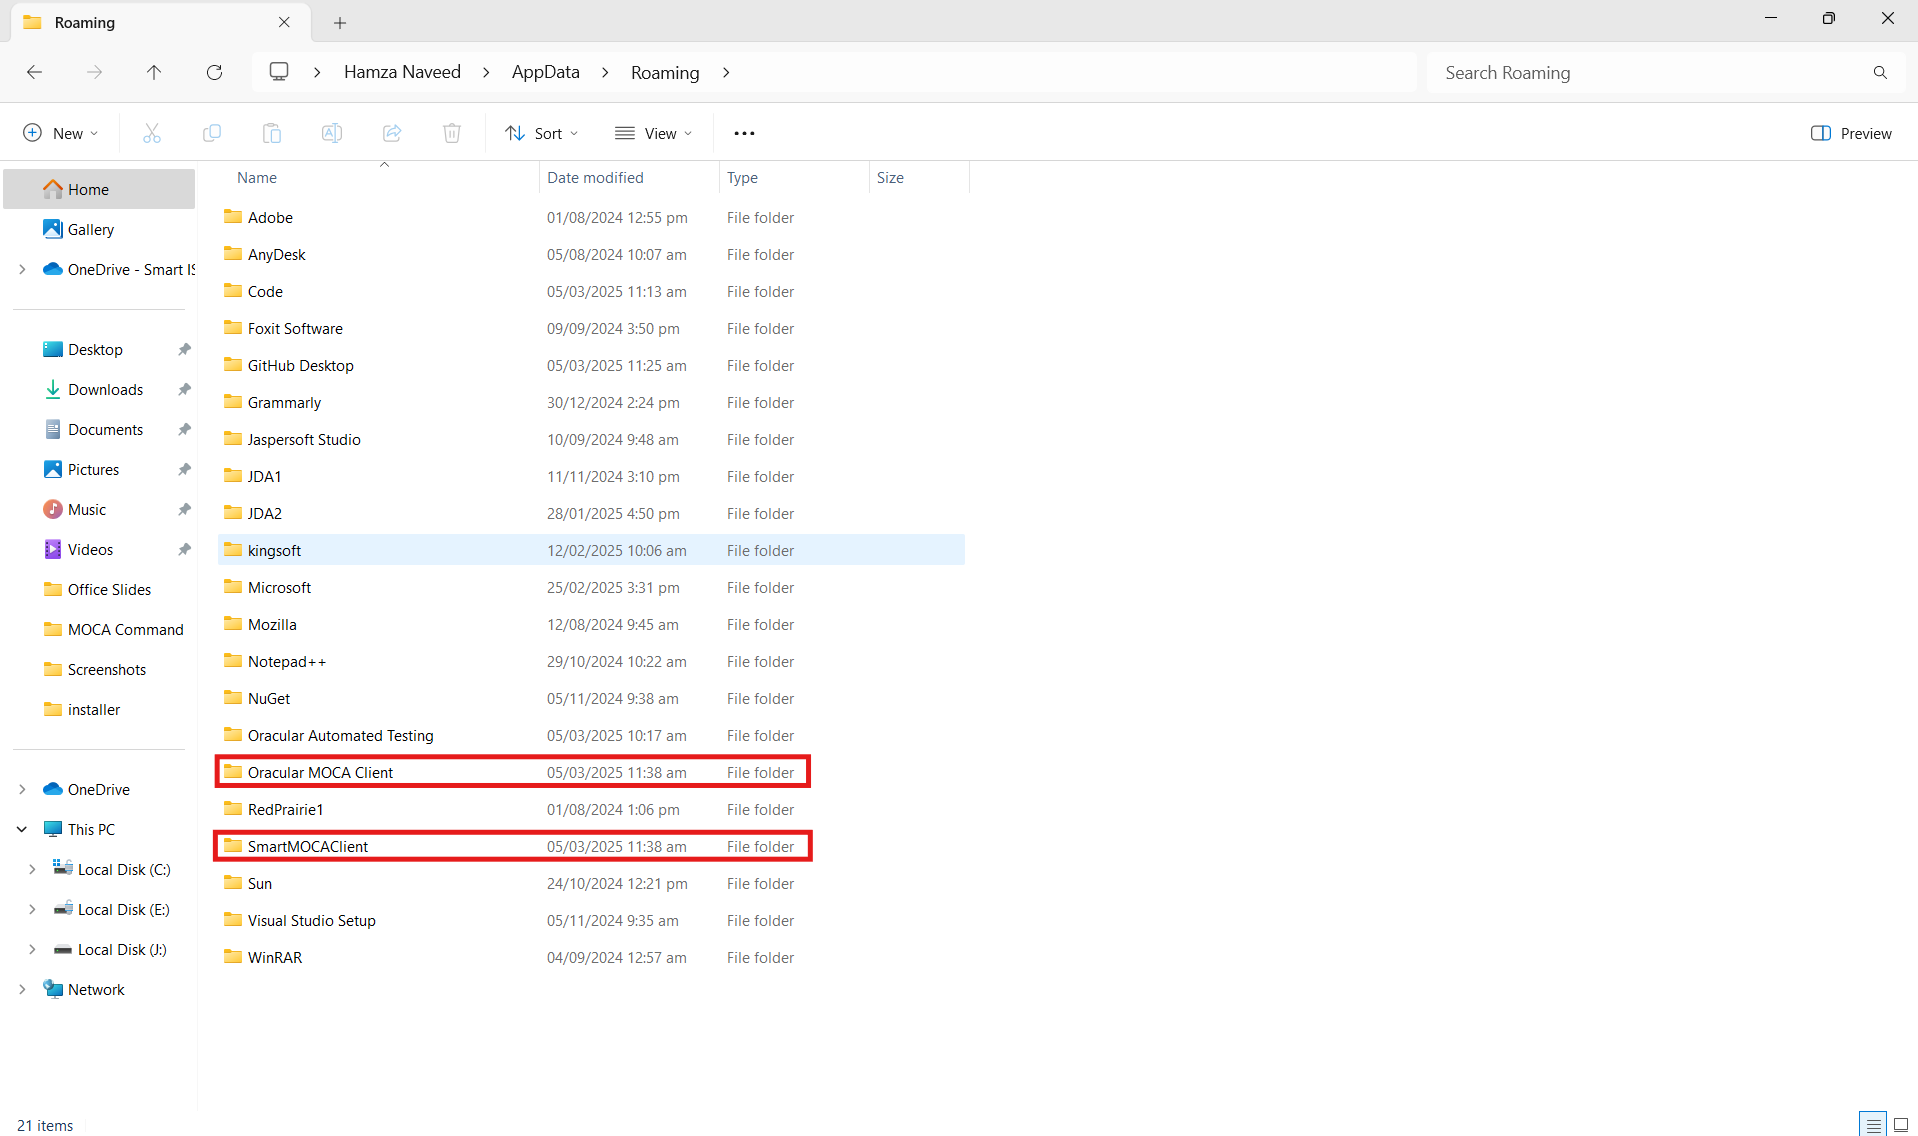 Roaming
Hamza Naveed > AppData > Roaming >
Search Roaming
New
Sort
View
Preview
Name Date modified Type Size
Home
Gallery
OneDrive - Smart IS
Desktop
Downloads
Documents
Pictures
Music
Videos
Office Slides
MOCA Command
Screenshots
installer
OneDrive
This PC
Local Disk (C:)
Local Disk (E:)
Local Disk (J:)
Network
Adobe 01/08/2024 12:55 pm File folder
AnyDesk 05/08/2024 10:07 am File folder
Code 05/03/2025 11:13 am File folder
Foxit Software 09/09/2024 3:50 pm File folder
GitHub Desktop 05/03/2025 11:25 am File folder
Grammarly 30/12/2024 2:24 pm File folder
Jaspersoft Studio 10/09/2024 9:48 am File folder
JDA1 11/11/2024 3:10 pm File folder
JDA2 28/01/2025 4:50 pm File folder
kingsoft 12/02/2025 10:06 am File folder
Microsoft 25/02/2025 3:31 pm File folder
Mozilla 12/08/2024 9:45 am File folder
Notepad++ 29/10/2024 10:22 am File folder
NuGet 05/11/2024 9:38 am File folder
Oracular Automated Testing 05/03/2025 10:17 am File folder
Oracular MOCA Client 05/03/2025 11:38 am File folder
RedPrairie1 01/08/2024 1:06 pm File folder
SmartMOCAClient 05/03/2025 11:38 am File folder
Sun 24/10/2024 12:21 pm File folder
Visual Studio Setup 05/11/2024 9:35 am File folder
WinRAR 04/09/2024 12:57 am File folder
21 items